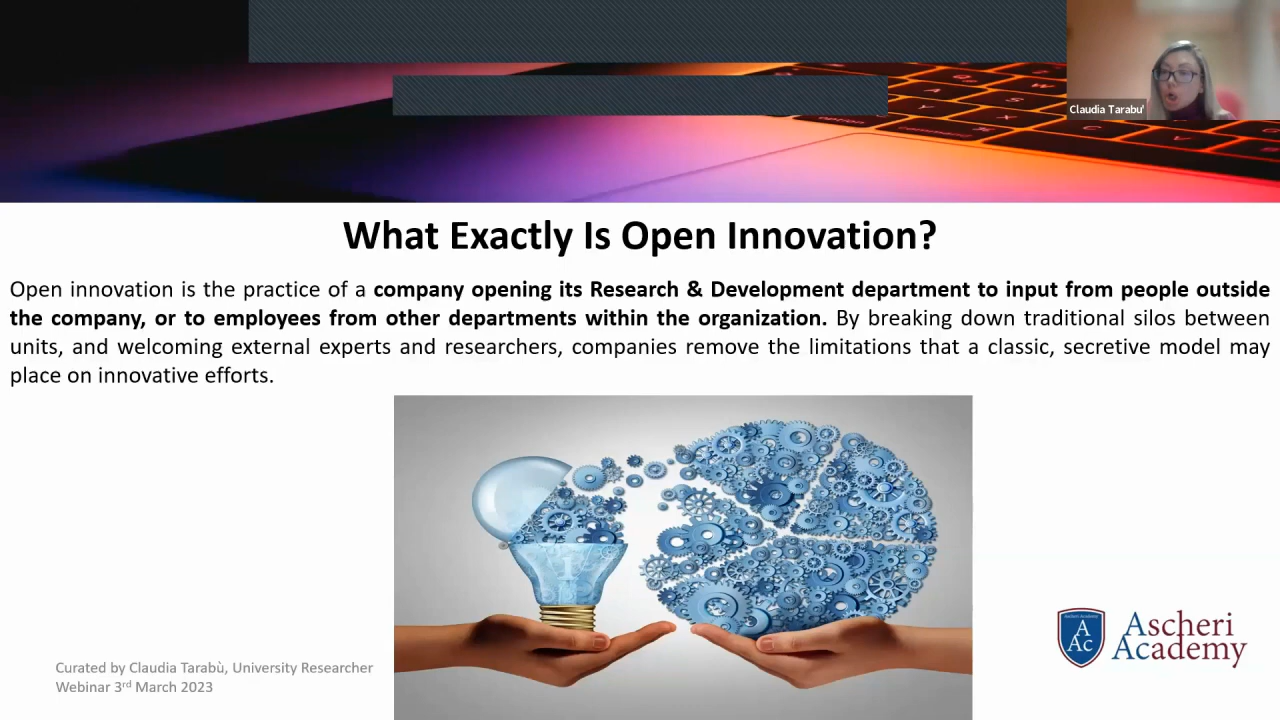 Claudia Tarabu'
What Exactly Is Open Innovation?
Open innovation is the practice of a company opening its Research & Development department to input from people outside
the company, or to employees from other departments within the organization. By breaking down traditional silos between
units, and welcoming external experts and researchers, companies remove the limitations that a classic, secretive model may
place on innovative efforts.
Curated by Claudia Tarabù, University Researcher
Webinar 3rd March 2023
Ascheri Academy
A
Ac
Ascheri
Academy